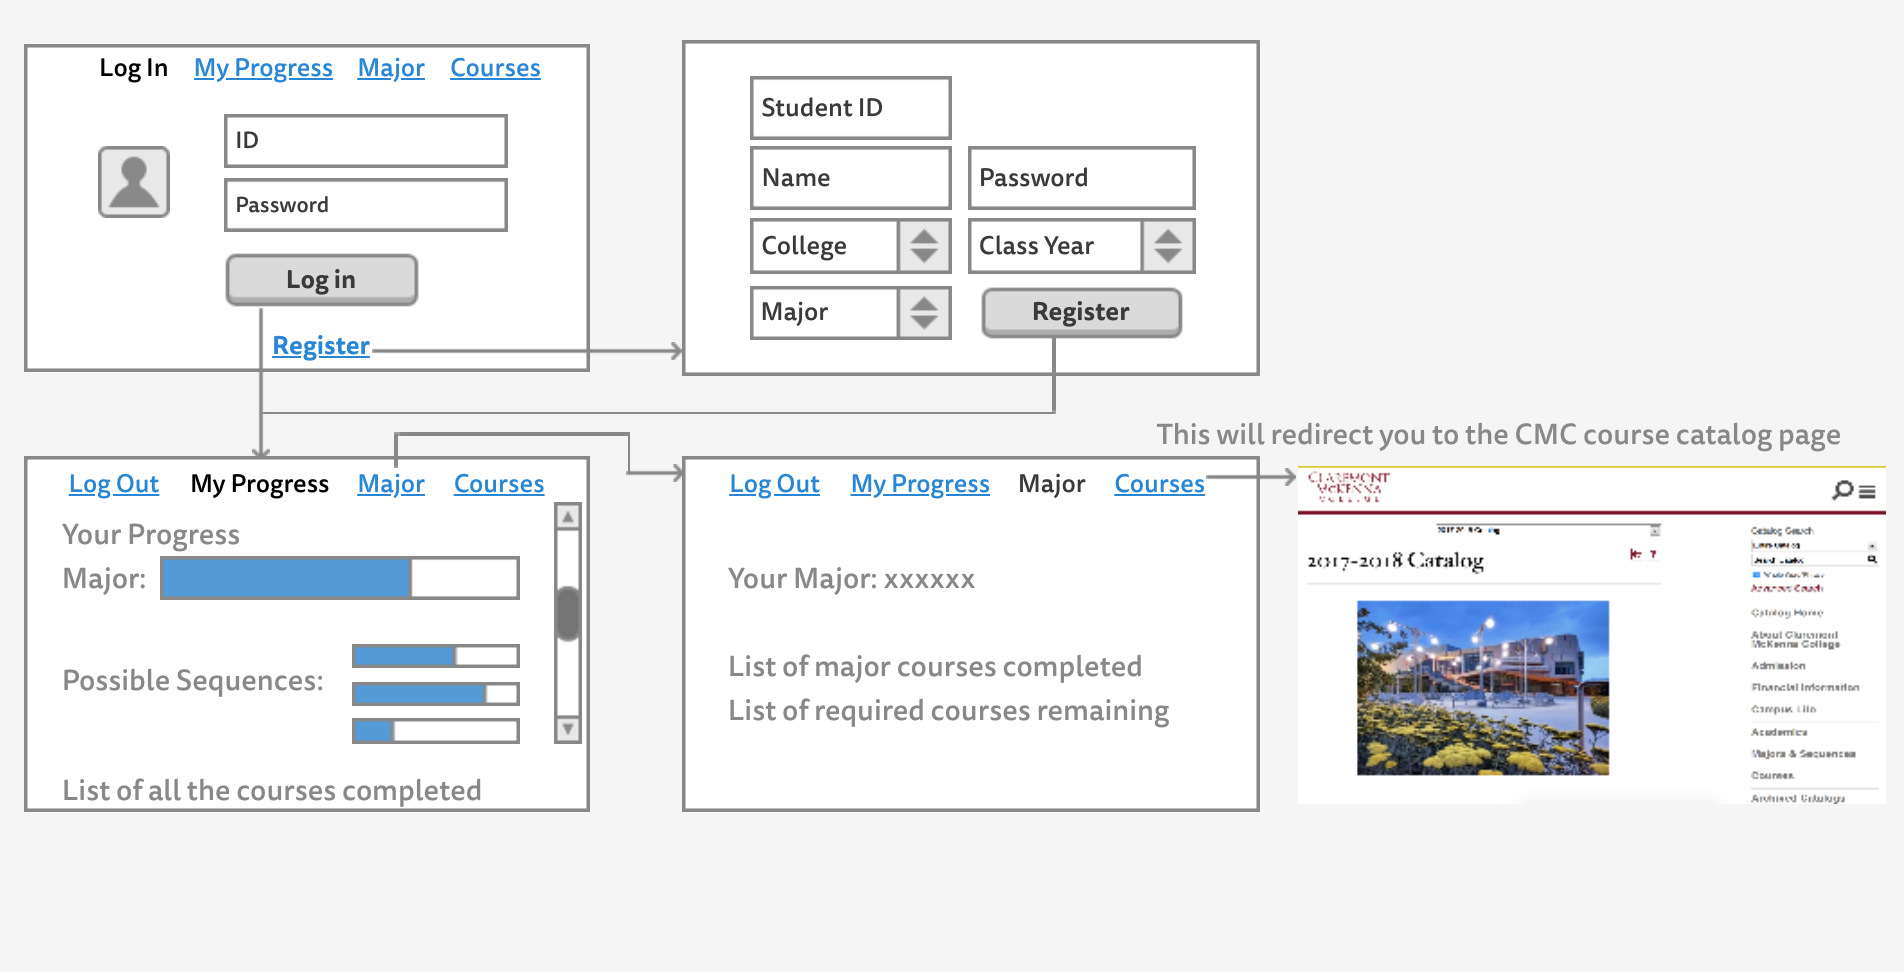 Log In My Progress Major Courses
ID
Password
Log in
Register
Student ID
Name Password
College Class Year
Major Register
This will redirect you to the CMC course catalog page
Log Out My Progress Major Courses
Your Progress
Major:
Possible Sequences:
List of all the courses completed
Log Out My Progress Major Courses
Your Major: xxxxxx
List of major courses completed
List of required courses remaining
CLAREMONT
MCKENNA
COLLEGE
2017-2018 Catalog
?
Catalog Search
Advanced Search
Catalog Home
About Claremont
McKenna College
Admission
Financial Information
Campus Life
Academics
Majors & Sequences
Courses
Archived Catalogs